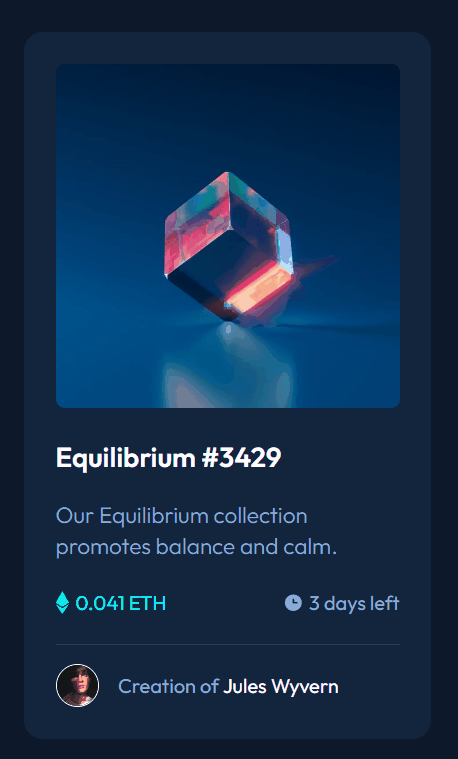 Equilibrium #3429
Our Equilibrium collection
promotes balance and calm.
0.041 ETH
3 days left
Creation of Jules Wyvern